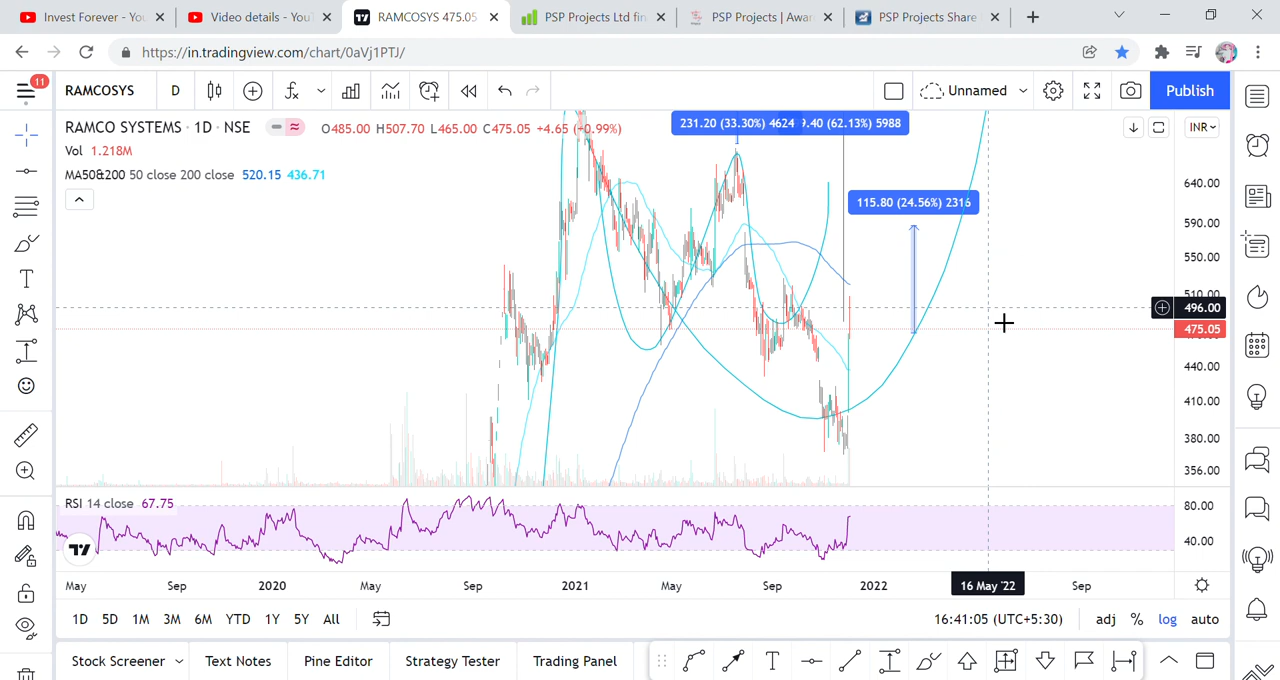 Invest Forever - You
Video details - YouT
RAMCOSYS 475.05
PSP Projects Ltd fin
PSP Projects | Awar
PSP Projects Share
https://in.tradingview.com/chart/0aVj1PTJ/
11
RAMCOSYS
D
Unnamed
Publish
RAMCO SYSTEMS · 1D · NSE
O485.00 H507.70 L465.00 C475.05 +4.65 (+0.99%)
Vol 1.218M
MA50&200 50 close 200 close 520.15 436.71
231.20 (33.30%) 4624
9.40 (62.13%) 5988
115.80 (24.56%) 2316
INR
640.00
590.00
550.00
510.00
496.00
475.05
440.00
410.00
380.00
356.00
RSI 14 close 67.75
80.00
40.00
May
Sep
2020
May
Sep
2021
May
Sep
2022
16 May '22
Sep
1D 5D 1M 3M 6M YTD 1Y 5Y All
16:41:05 (UTC+5:30)
adj % log auto
Stock Screener
Text Notes
Pine Editor
Strategy Tester
Trading Panel